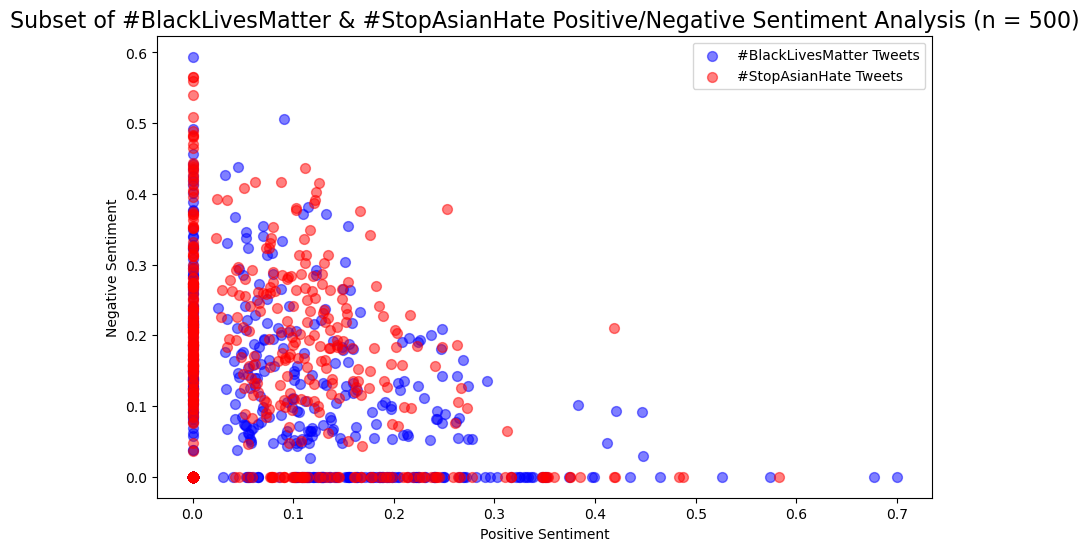 Subset of #BlackLivesMatter & #StopAsianHate Positive/Negative Sentiment Analysis (n = 500)
#BlackLivesMatter Tweets
#StopAsianHate Tweets
Negative Sentiment
0.6
0.5
0.4
0.3
0.2
0.1
0.0
0.0 0.1 0.2 0.3 0.4 0.5 0.6 0.7
Positive Sentiment